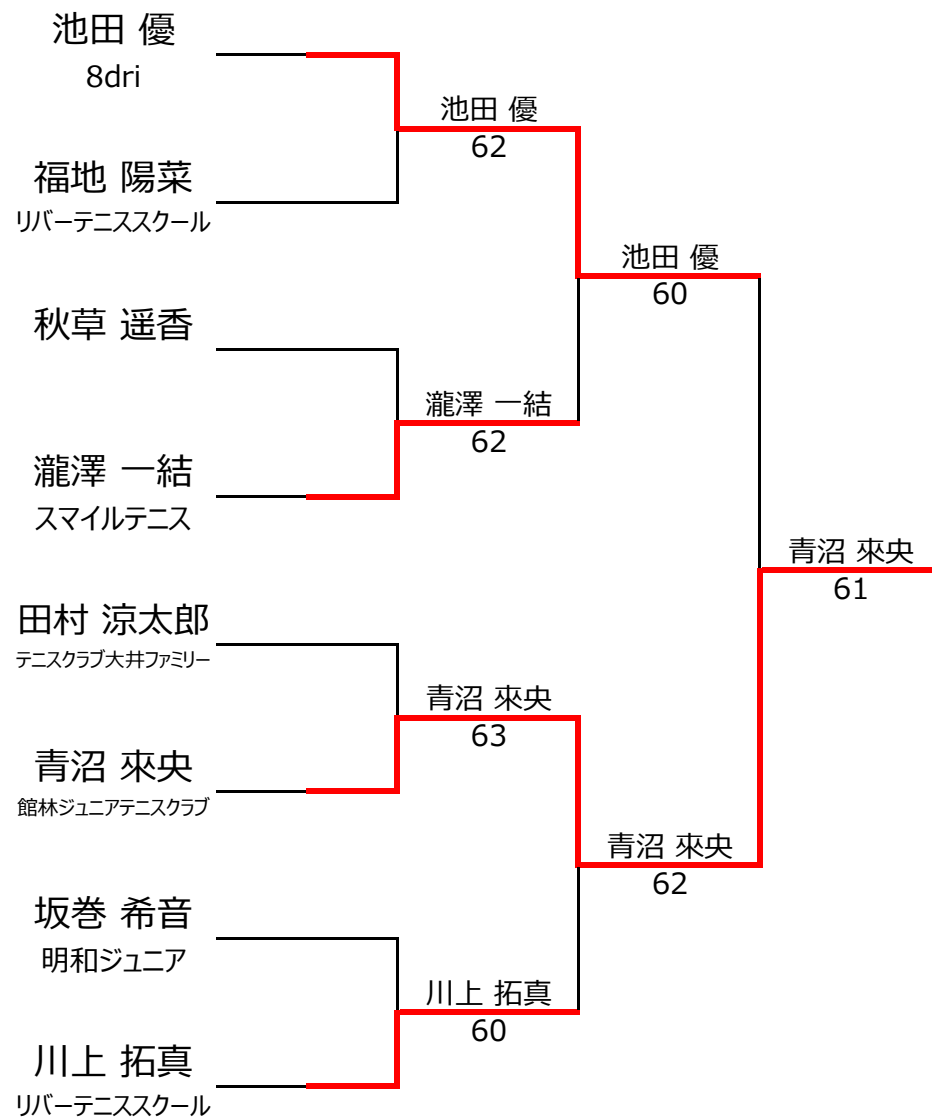 池田 優
8dri
福地 陽菜
リバーテニススクール
秋草 遥香
瀧澤 一結
スマイルテニス
田村 涼太郎
テニスクラブ大井ファミリー
青沼 來央
館林ジュニアテニスクラブ
坂巻 希音
明和ジュニア
川上 拓真
リバーテニススクール
池田 優
62
瀧澤 一結
62
青沼 來央
63
川上 拓真
60
池田 優
60
青沼 來央
62
青沼 來央
61